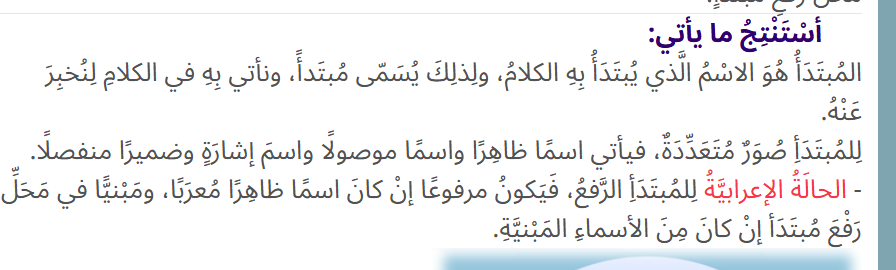 أسْتَنْتِجُ ما يأتي:
المُبتَدَأُ هُوَ الاسْمُ الَّذي يُبتَدَأُ بِهِ الكلامُ، ولِذلِكَ يُسَمّى مُبتَدأً، ونأتي بِهِ في الكلامِ لِنُخبِرَ
عَنْهُ.
لِلمُبتَدَأِ صُوَرٌ مُتَعَدِّدَةٌ، فيأتي اسمًا ظاهِرًا واسمًا موصولًا واسمَ إشارَةٍ وضميرًا منفصلًا.
- الحالَةُ الإعرابيَّةُ لِلمُبتَدَأِ الرَّفعُ، فَيَكونُ مرفوعًا إنْ كانَ اسمًا ظاهِرًا مُعرَبًا، ومَبْنيًّا في مَحَلِّ
رَفْعَ مُبتَدَأ إنْ كانَ مِنَ الأسماءِ المَبْنيَّةِ.